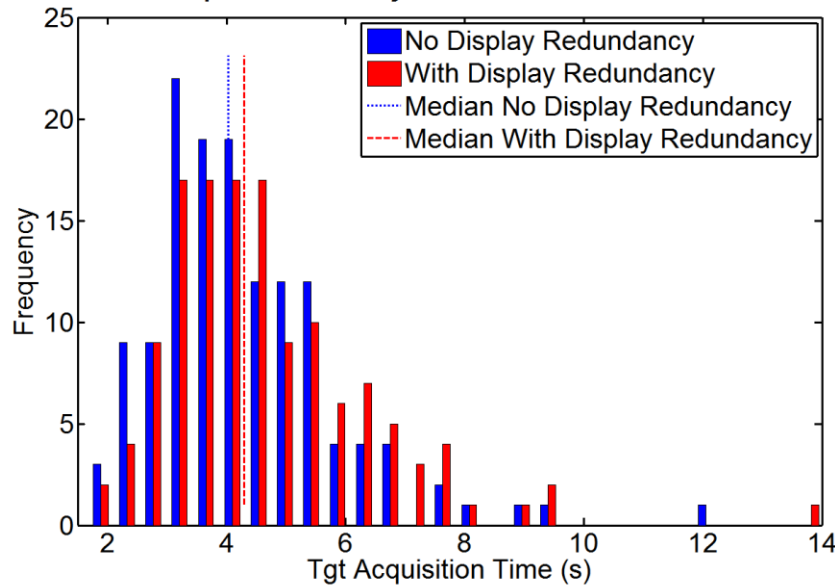 No Display Redundancy
With Display Redundancy
Median No Display Redundancy
Median With Display Redundancy
25
20
15
10
5
0
Frequency
2 4 6 8 10 12 14
Tgt Acquisition Time (s)